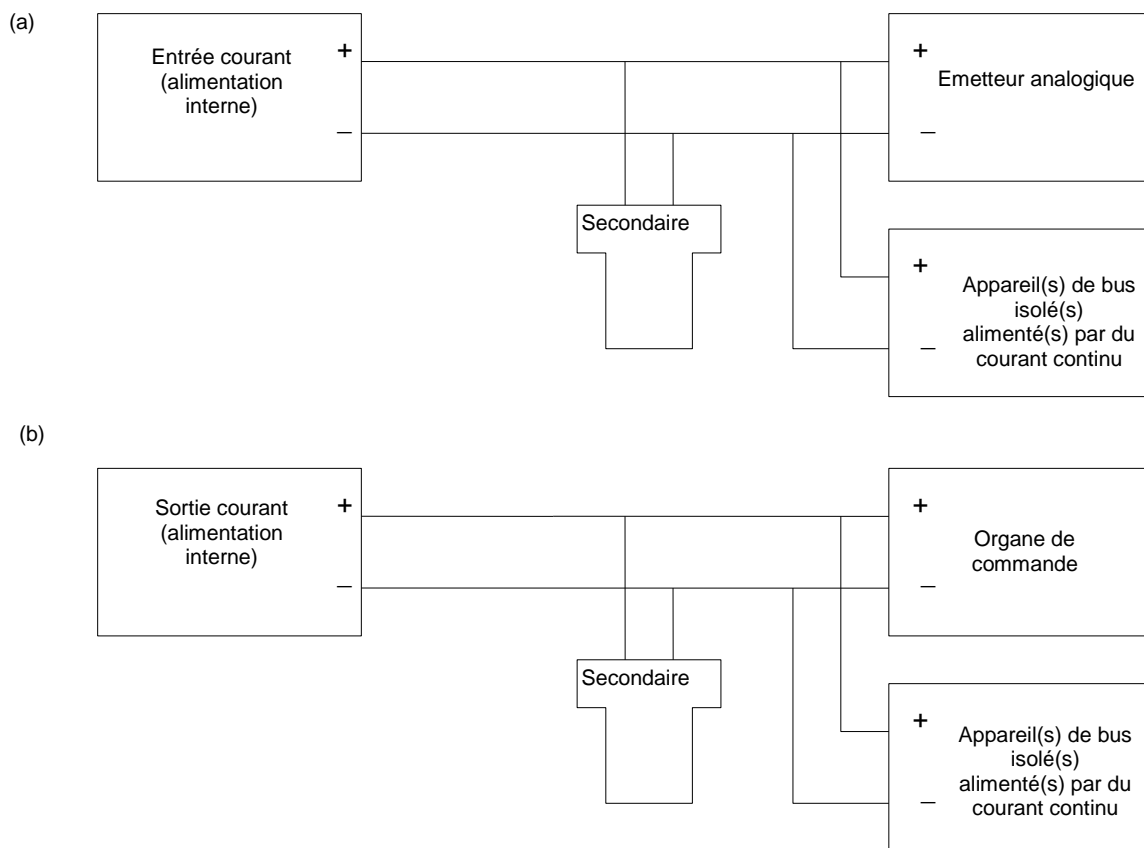 (a)
Entrée courant
(alimentation
interne)
+
–
+
Emetteur analogique
–
Secondaire
+
Appareil(s) de bus
isolé(s)
alimenté(s) par du
courant continu
–
(b)
Sortie courant
(alimentation
interne)
+
–
+
Organe de
commande
–
Secondaire
+
Appareil(s) de bus
isolé(s)
alimenté(s) par du
courant continu
–